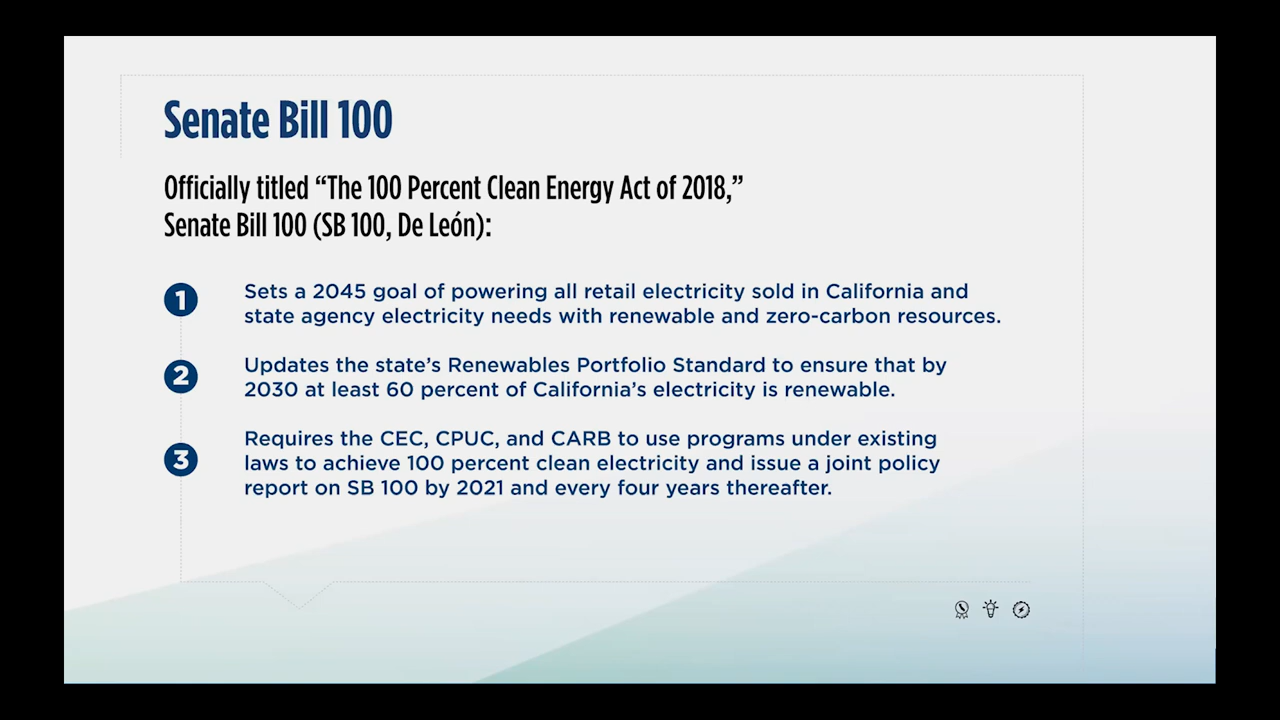 Senate Bill 100
Officially titled “The 100 Percent Clean Energy Act of 2018,”
Senate Bill 100 (SB 100, De León):
1
Sets a 2045 goal of powering all retail electricity sold in California and
state agency electricity needs with renewable and zero-carbon resources.
2
Updates the state’s Renewables Portfolio Standard to ensure that by
2030 at least 60 percent of California’s electricity is renewable.
3
Requires the CEC, CPUC, and CARB to use programs under existing
laws to achieve 100 percent clean electricity and issue a joint policy
report on SB 100 by 2021 and every four years thereafter.